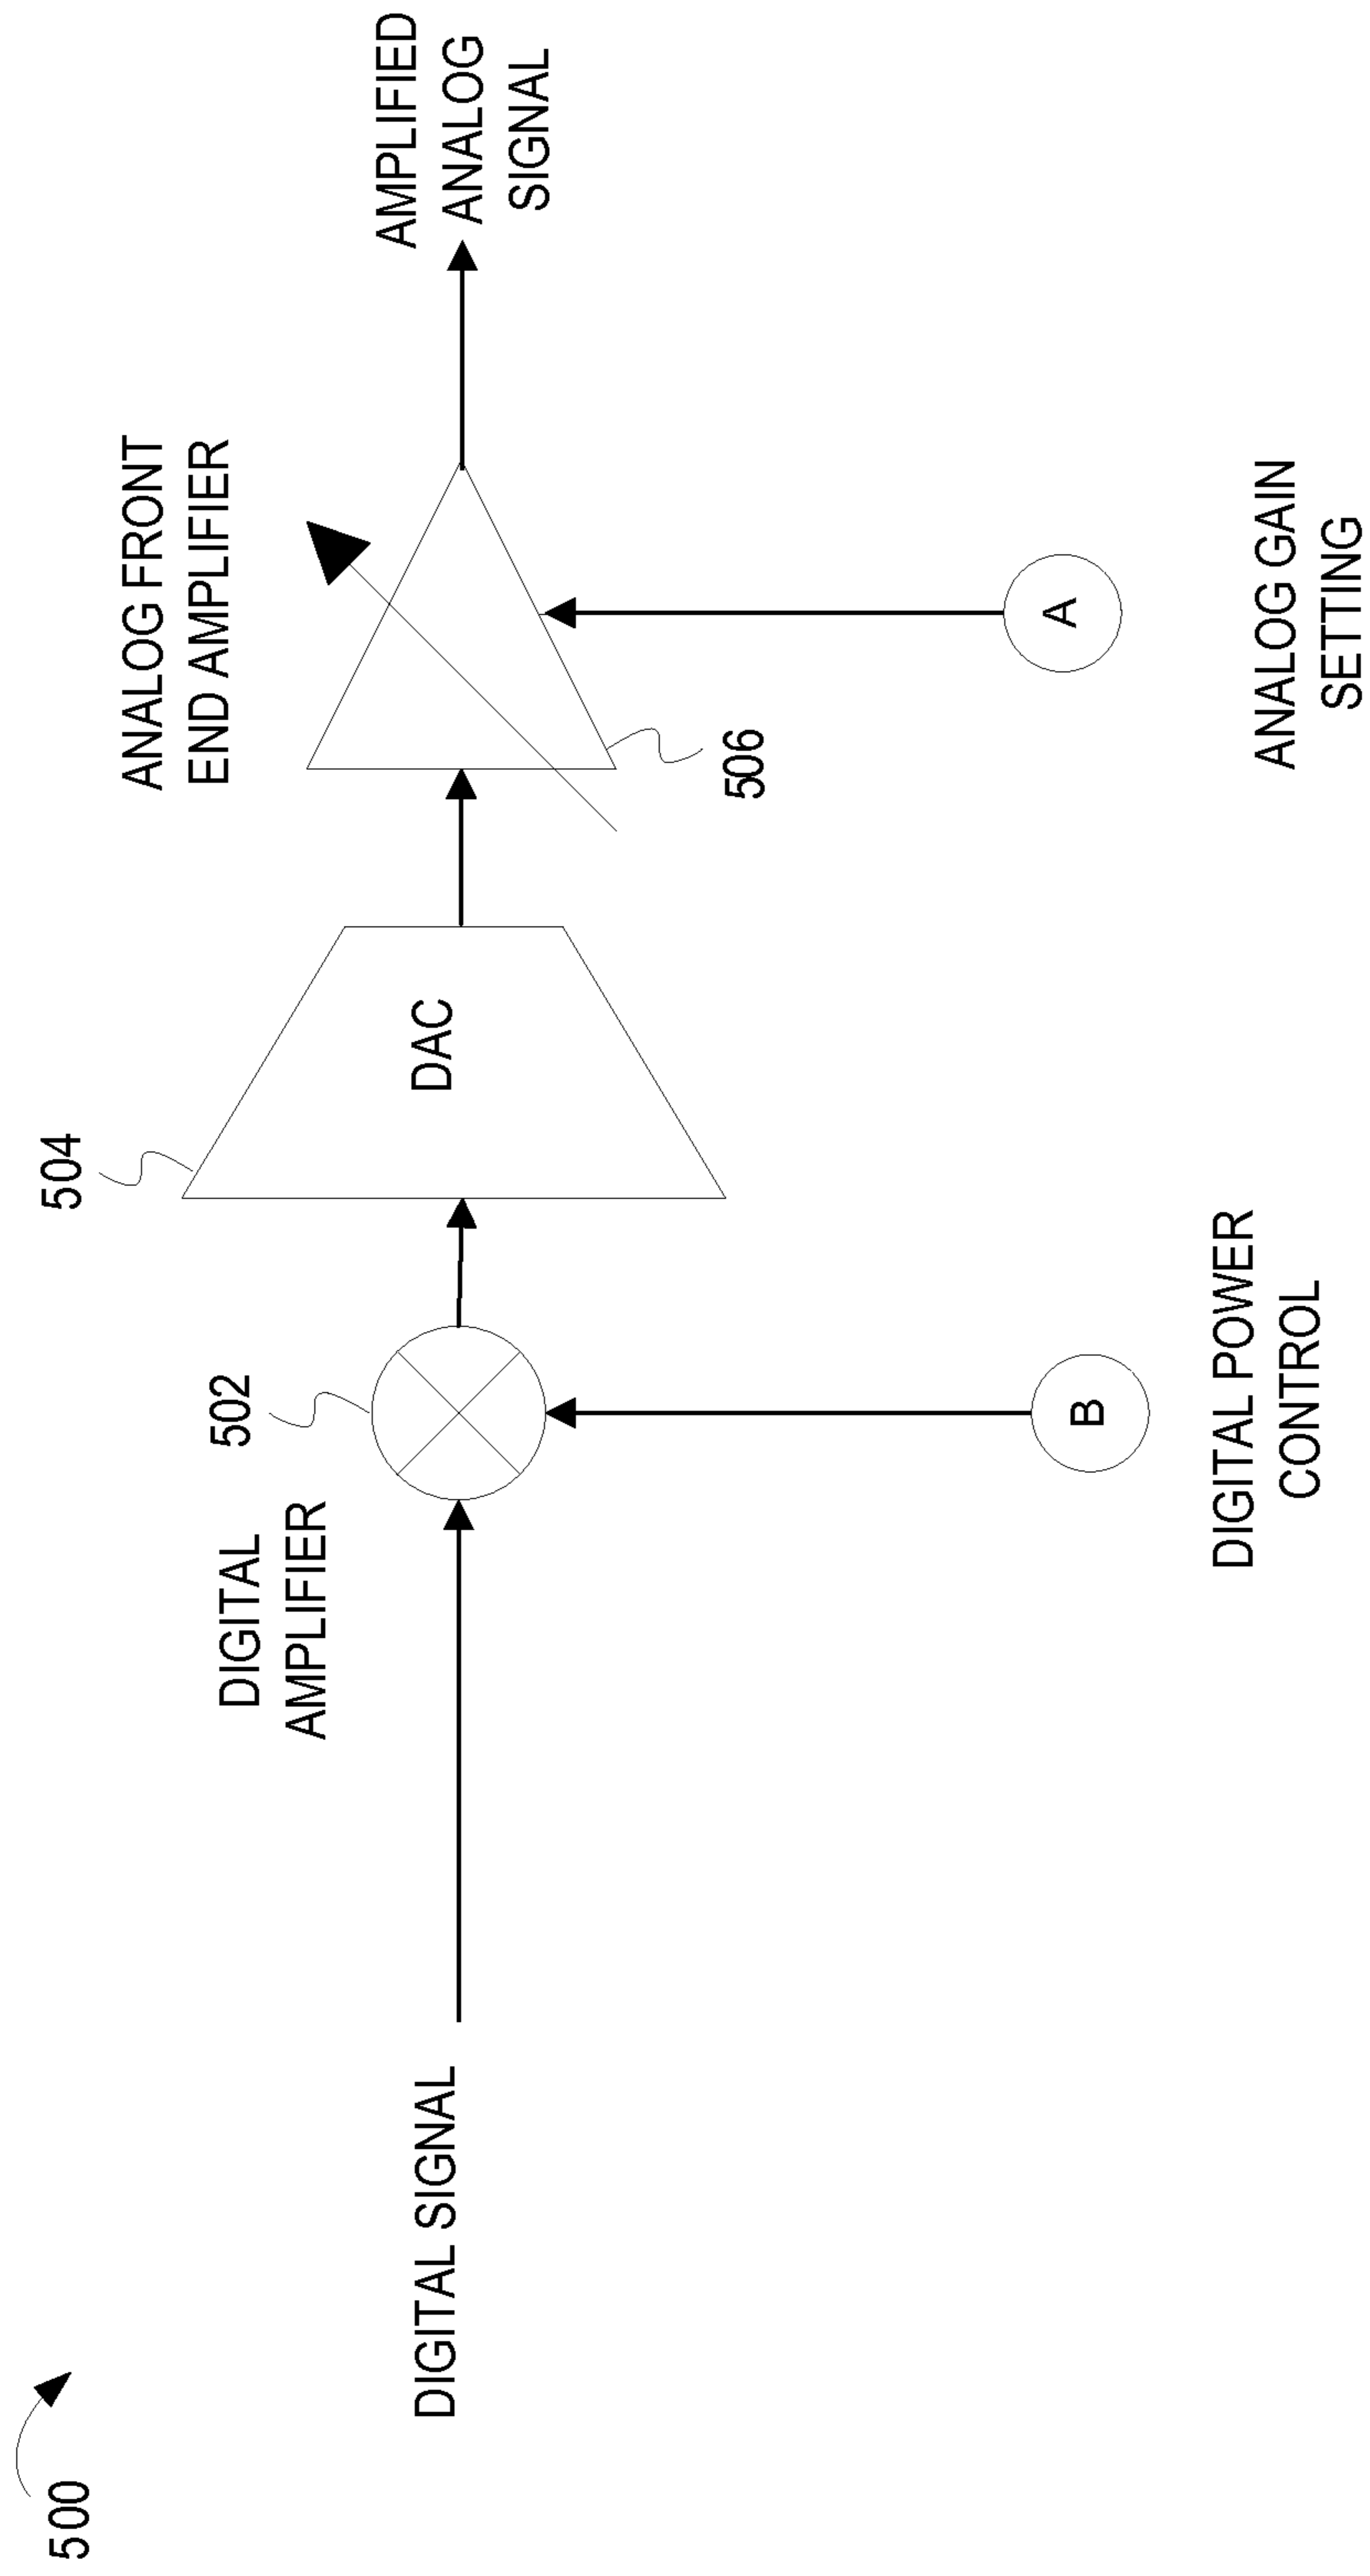 500
DIGITAL SIGNAL
DIGITAL
AMPLIFIER
502
504
DAC
ANALOG FRONT
END AMPLIFIER
506
AMPLIFIED
ANALOG
SIGNAL
B
DIGITAL POWER
CONTROL
A
ANALOG GAIN
SETTING